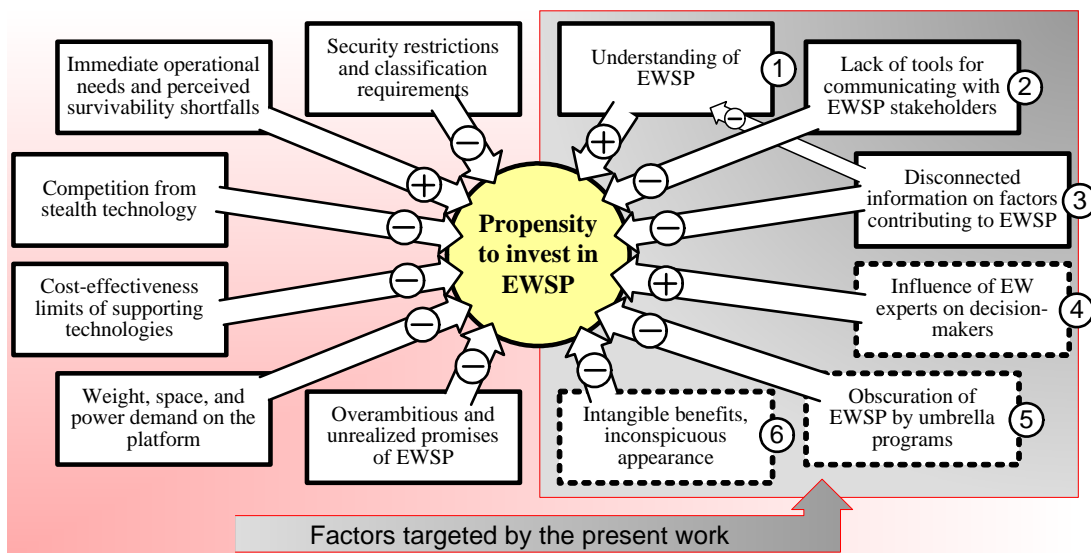 Security restrictions
and classification
requirements
Immediate operational
needs and perceived
survivability shortfalls
Competition from
stealth technology
Cost-effectiveness
limits of supporting
technologies
Weight, space, and
power demand on the
platform
Overambitious and
unrealized promises
of EWSP
Propensity
to invest in
EWSP
Understanding of
EWSP
1
Lack of tools for
communicating with
EWSP stakeholders
2
Disconnected
information on factors
contributing to EWSP
3
Influence of EW
experts on decision-
makers
4
Obscuration of
EWSP by umbrella
programs
5
Intangible benefits,
inconspicuous
appearance
6
−
+
−
−
−
−
+
−
−
−
+
−
−
Factors targeted by the present work